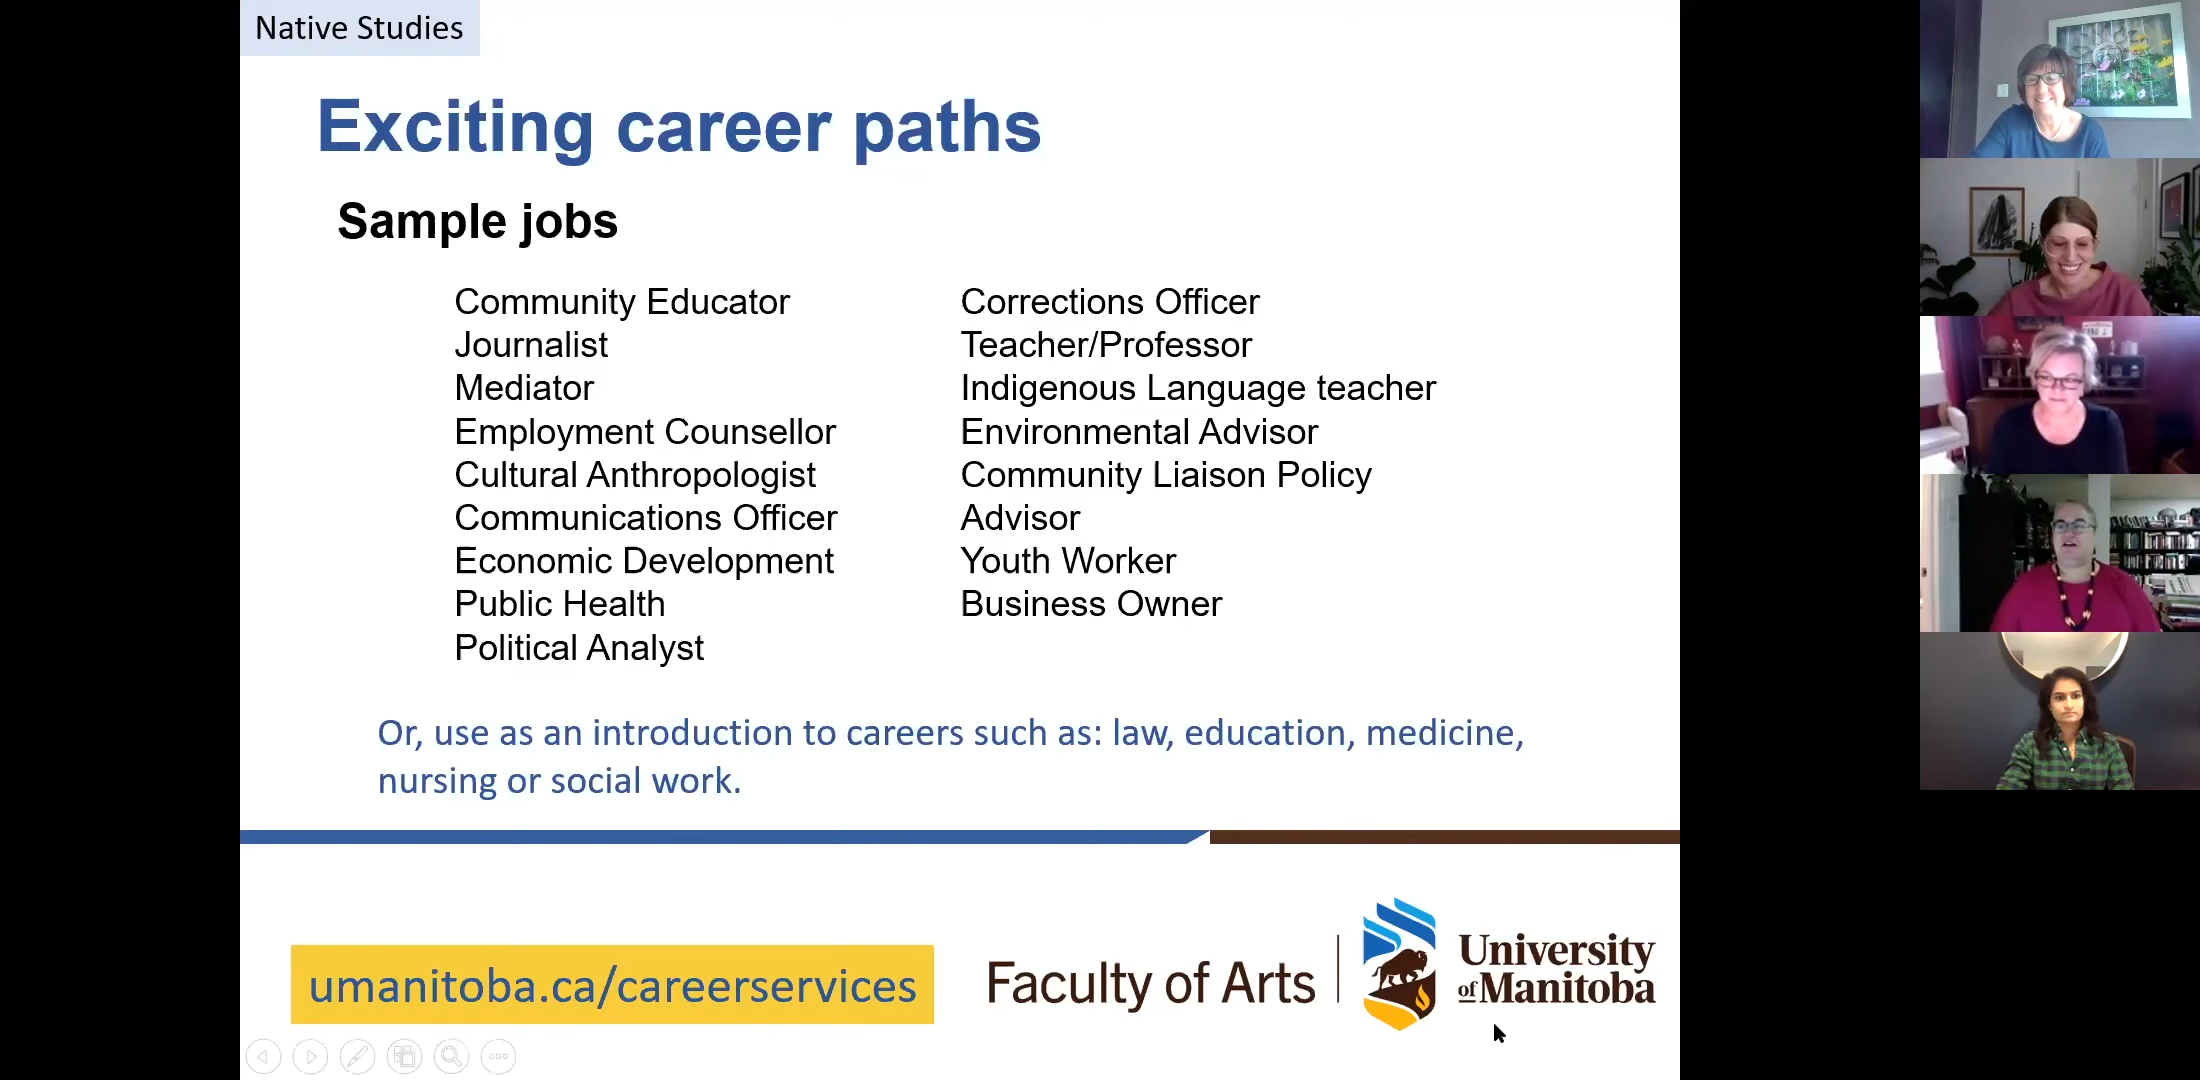 Native Studies
Exciting career paths
Sample jobs
Community Educator
Journalist
Mediator
Employment Counsellor
Cultural Anthropologist
Communications Officer
Economic Development
Public Health
Political Analyst
Corrections Officer
Teacher/Professor
Indigenous Language teacher
Environmental Advisor
Community Liaison Policy
Advisor
Youth Worker
Business Owner
Or, use as an introduction to careers such as: law, education, medicine,
nursing or social work.
umanitoba.ca/careerservices
Faculty of Arts
University
of Manitoba